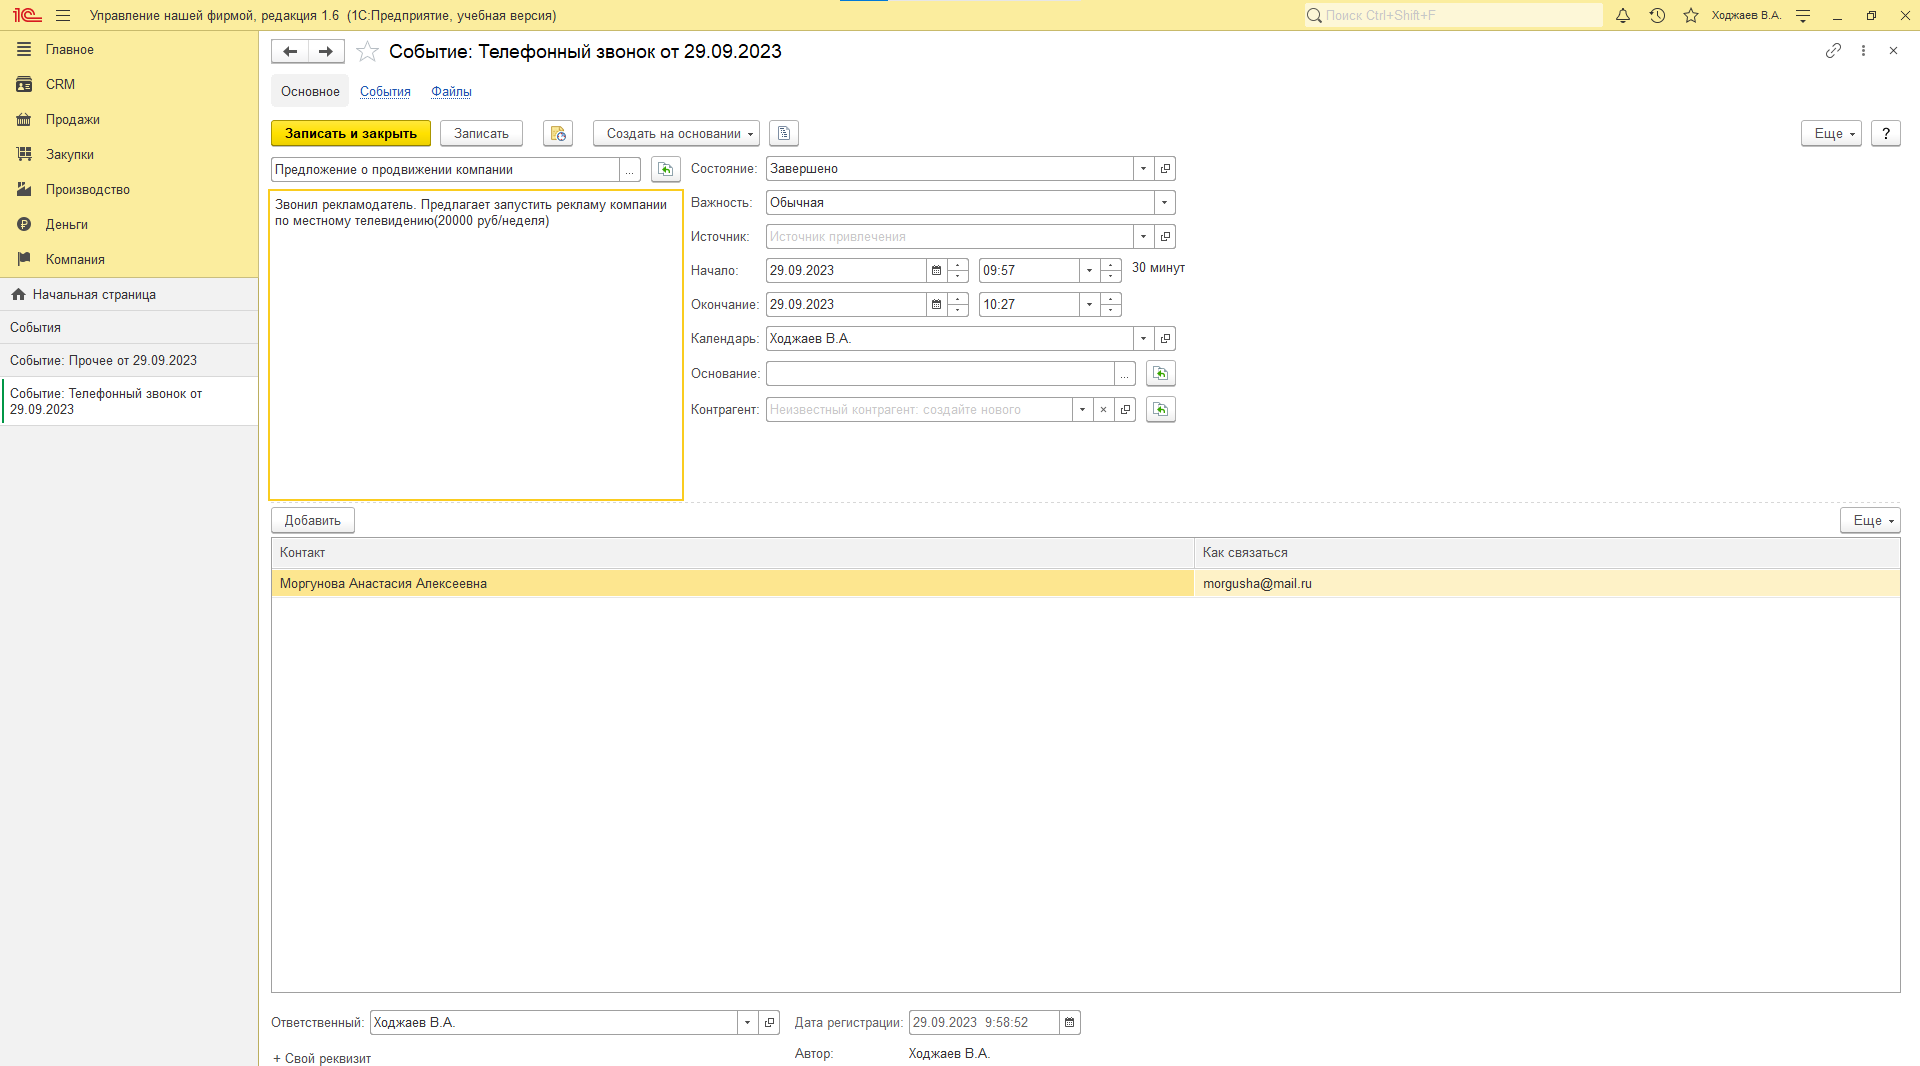 Управление нашей фирмой, редакция 1.6 (1С:Предприятие, учебная версия)
Поиск Ctrl+Shift+F
Ходжаев В.А.
Главное
CRM
Продажи
Закупки
Производство
Деньги
Компания
Начальная страница
События
Событие: Прочее от 29.09.2023
Событие: Телефонный звонок от
29.09.2023
Событие: Телефонный звонок от 29.09.2023
Основное События Файлы
Записать и закрыть Записать Создать на основании Еще ?
Предложение о продвижении компании ...
Звонил рекламодатель. Предлагает запустить рекламу компании
по местному телевидению(20000 руб/неделя)
Состояние: Завершено
Важность: Обычная
Источник: Источник привлечения
Начало: 29.09.2023 09:57 30 минут
Окончание: 29.09.2023 10:27
Календарь: Ходжаев В.А.
Основание: ...
Контрагент: Неизвестный контрагент: создайте нового
Добавить Еще
Контакт Как связаться
Моргунова Анастасия Алексеевна morgusha@mail.ru
Ответственный: Ходжаев В.А. Дата регистрации: 29.09.2023 9:58:52
+ Свой реквизит Автор: Ходжаев В.А.